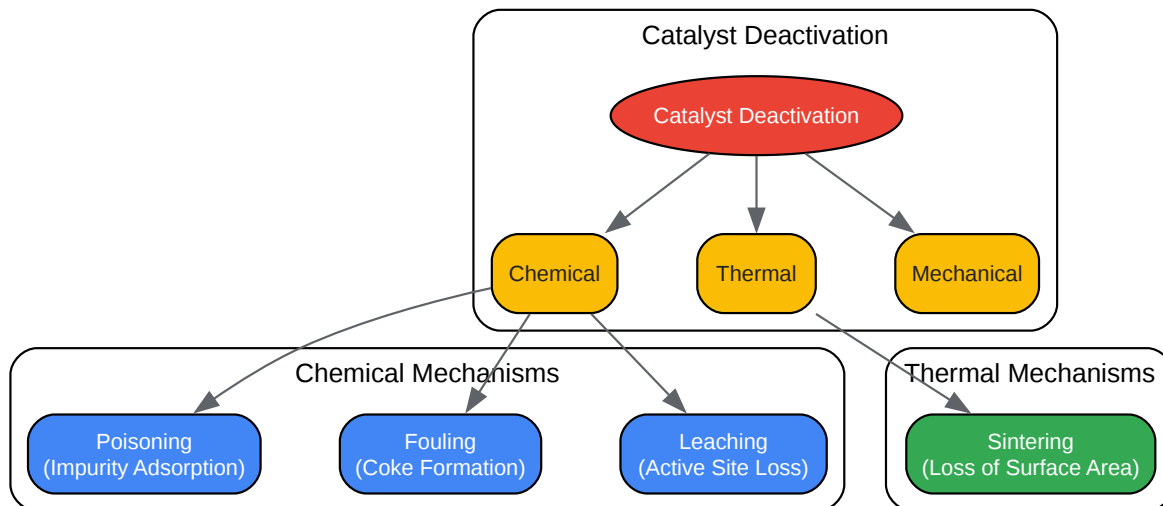 Catalyst Deactivation
Catalyst Deactivation
Chemical
Thermal
Mechanical
Chemical Mechanisms
Thermal Mechanisms
Poisoning
(Impurity Adsorption)
Fouling
(Coke Formation)
Leaching
(Active Site Loss)
Sintering
(Loss of Surface Area)